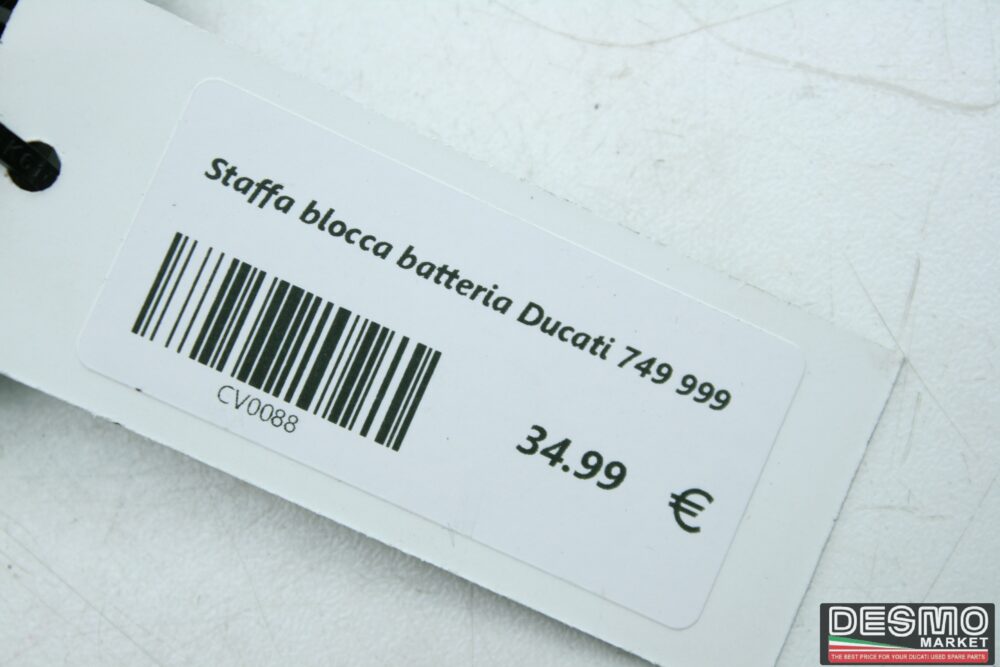 Staffa blocca batteria Ducati 749 999
CV0088
34.99 €
DESMO
MARKET
THE BEST PRICE FOR YOUR DUCATI USED SPARE PARTS